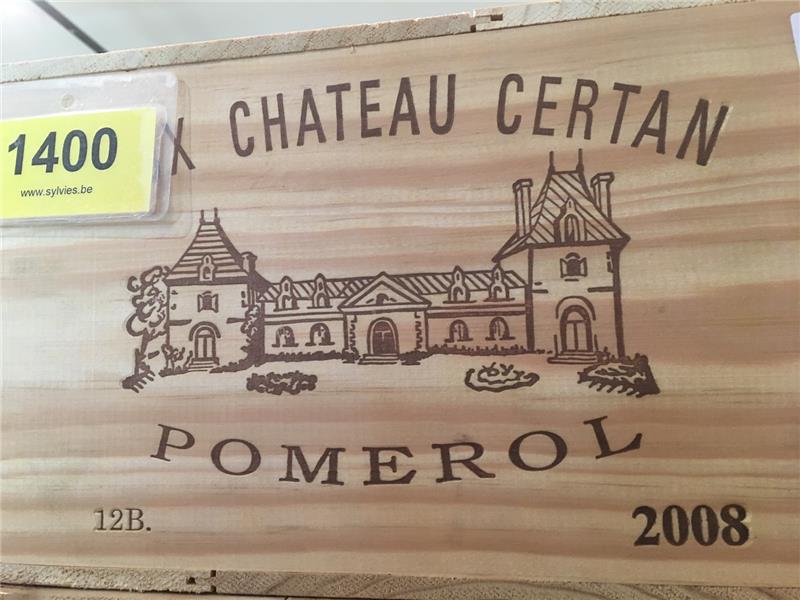 1400
www.sylvies.be
X CHATEAU CERTAN
POMEROL
12B.
2008